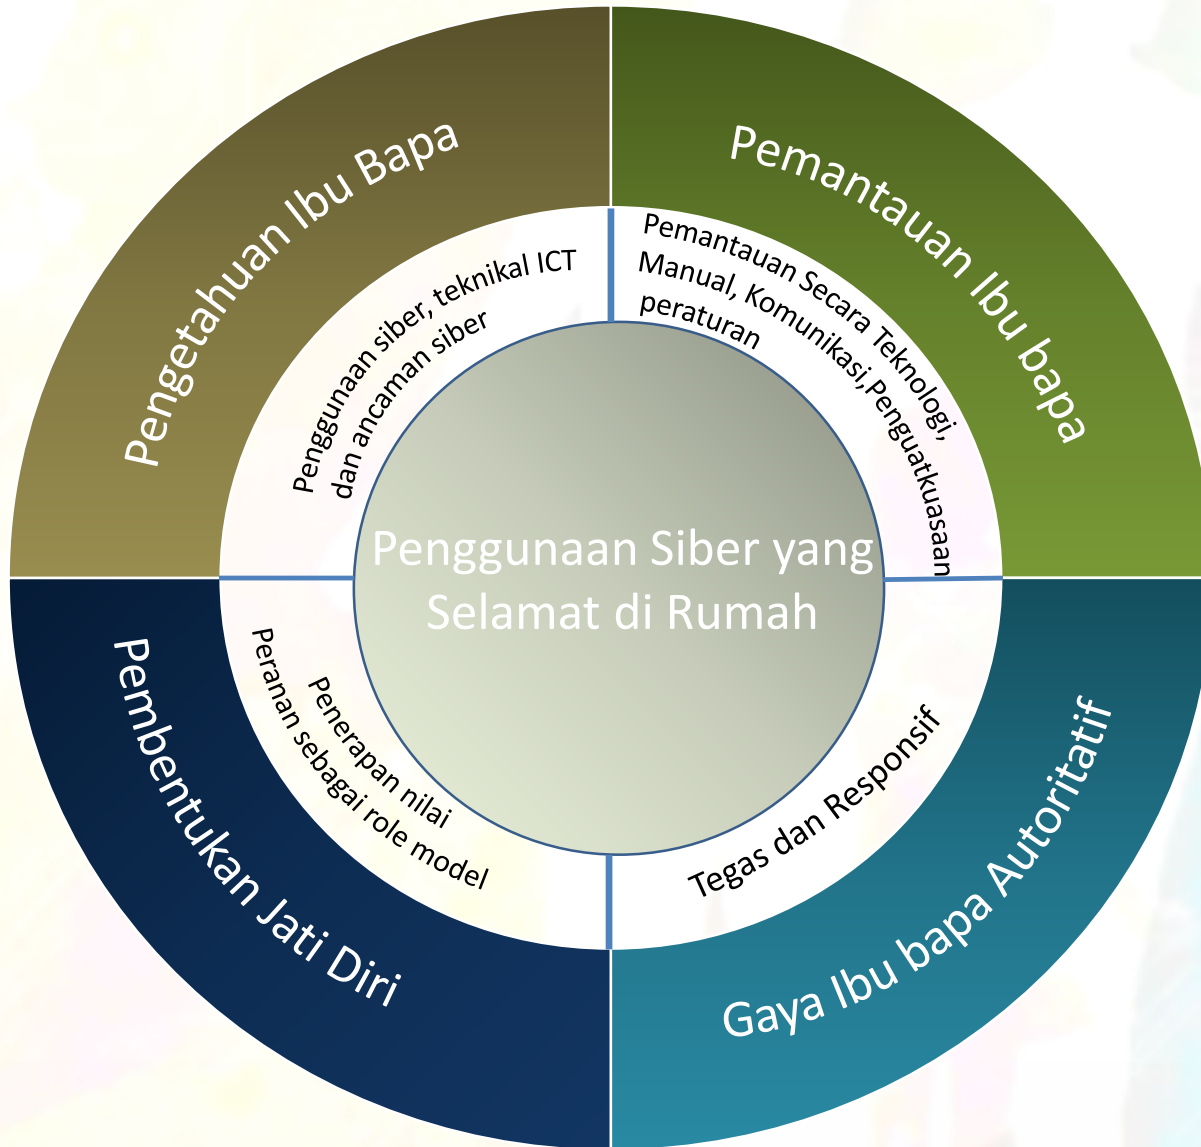 Pengetahuan Ibu Bapa
Pemantauan Ibu bapa
Penggunaan siber, teknikal ICT
dan ancaman siber
Pemantauan Secara Teknologi,
Manual, Komunikasi,Penguatkuasaan
peraturan
Penggunaan Siber yang
Selamat di Rumah
Pembentukan Jati Diri
Penerapan nilai
Peranan sebagai role model
Tegas dan Responsif
Gaya Ibu bapa Autoritatif